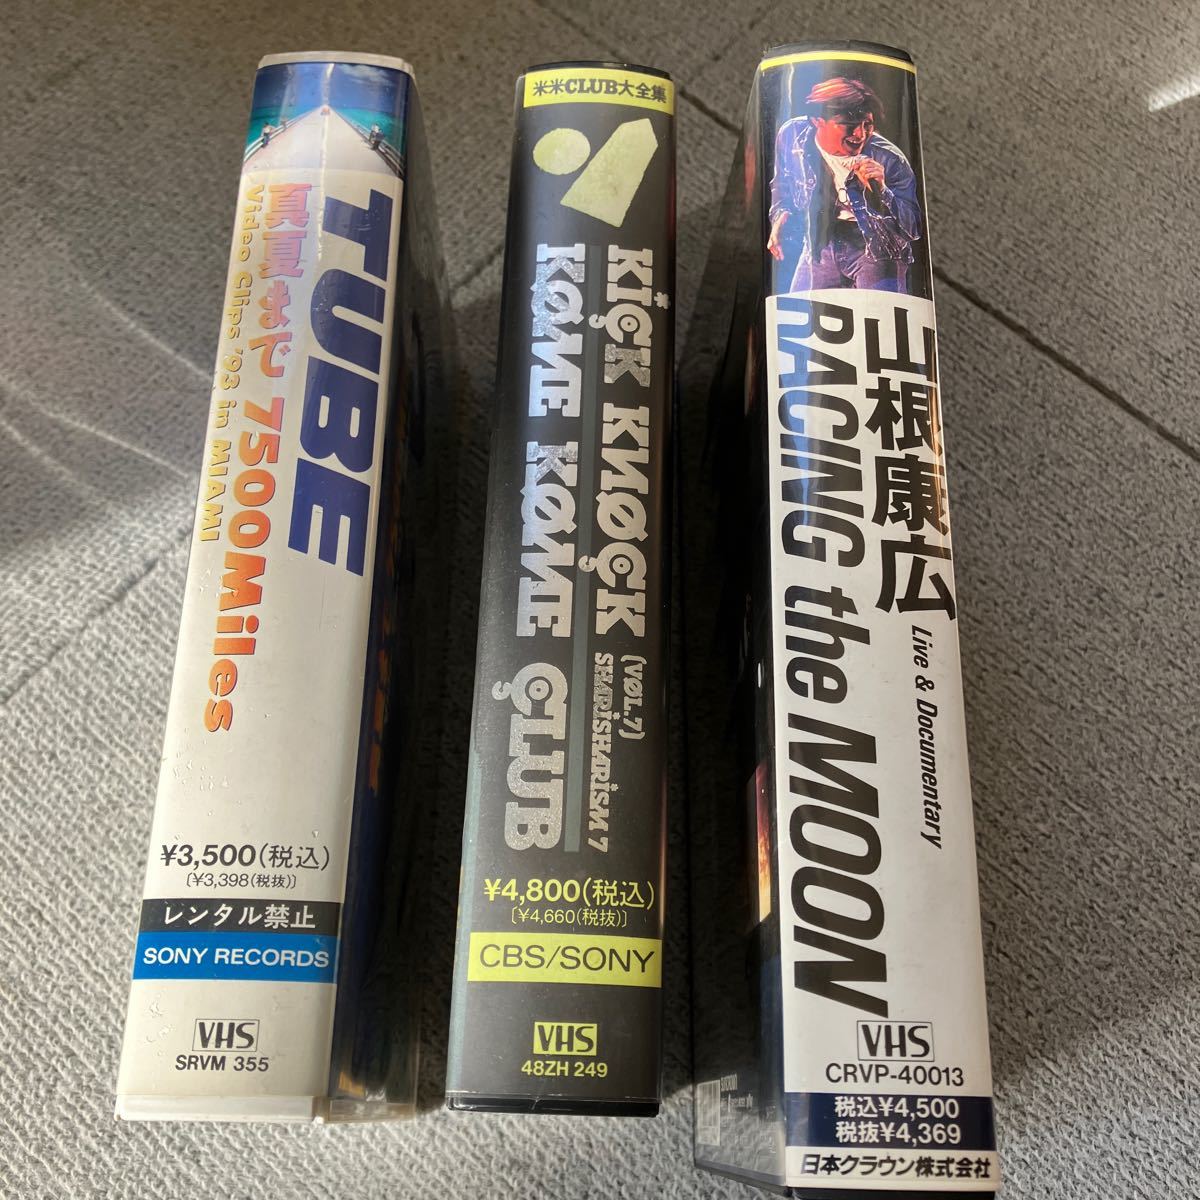 TUBE
真夏まで 7500Miles
Video Clips '93 in MIAMI
¥3,500(税込)
[¥3,398(税抜)]
レンタル禁止
SONY RECORDS
VHS
SRVM 355
米米CLUB大全集
KICK KNOCK (VOL.7)
SHARISHARISM 7
KOME KOME CLUB
¥4,800(税込)
[¥4,660(税抜)]
CBS/SONY
VHS
48ZH 249
山根康広
Live & Documentary
RACING the MOON
VHS
CRVP-40013
税込¥4,500
税抜¥4,369
日本クラウン株式会社